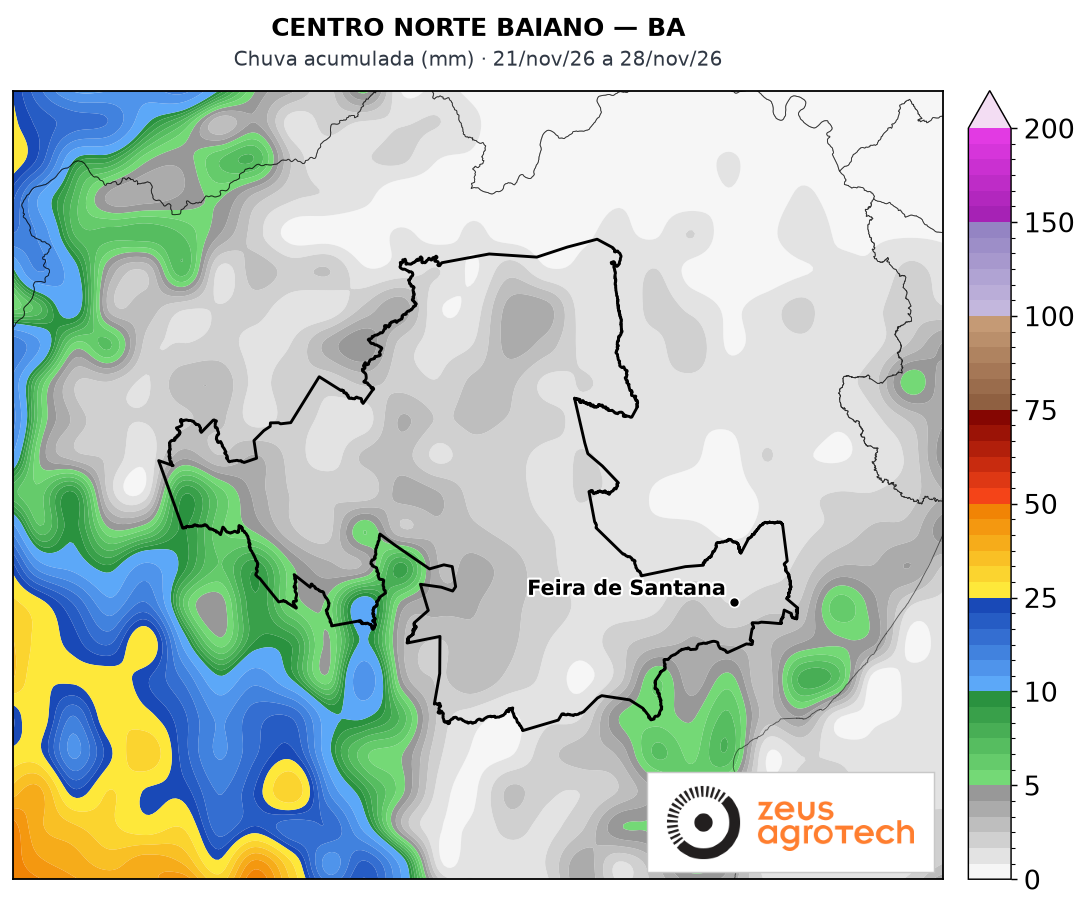 CENTRO NORTE BAIANO — BA
Chuva acumulada (mm) · 21/nov/26 a 28/nov/26
200
150
100
75
50
25
10
5
0
Feira de Santana
zeus
agrotech